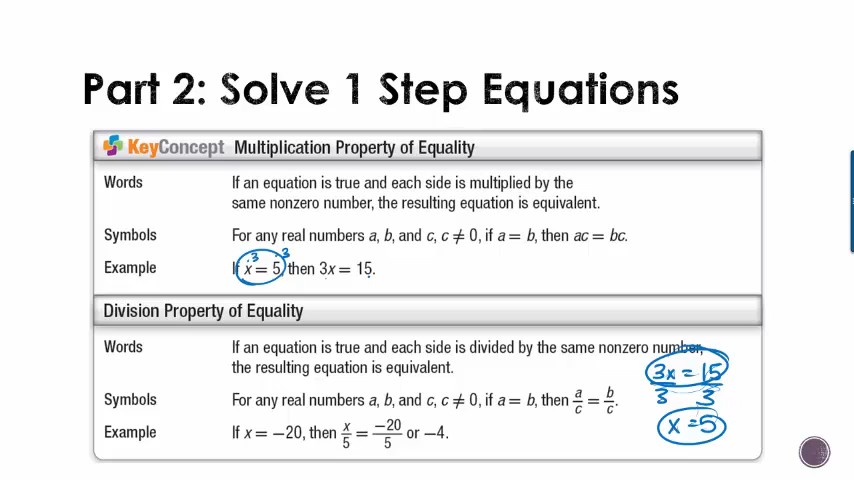 Part 2: Solve 1 Step Equations
KeyConcept Multiplication Property of Equality
Words If an equation is true and each side is multiplied by the
same nonzero number, the resulting equation is equivalent.
Symbols For any real numbers a, b, and c, c ≠ 0, if a = b, then ac = bc.
·3 ·3
Example If x = 5, then 3x = 15.
Division Property of Equality
Words If an equation is true and each side is divided by the same nonzero number,
the resulting equation is equivalent.
Symbols For any real numbers a, b, and c, c ≠ 0, if a = b, then a/c = b/c.
Example If x = −20, then x/5 = −20/5 or −4.
3x = 15
3 3
x = 5